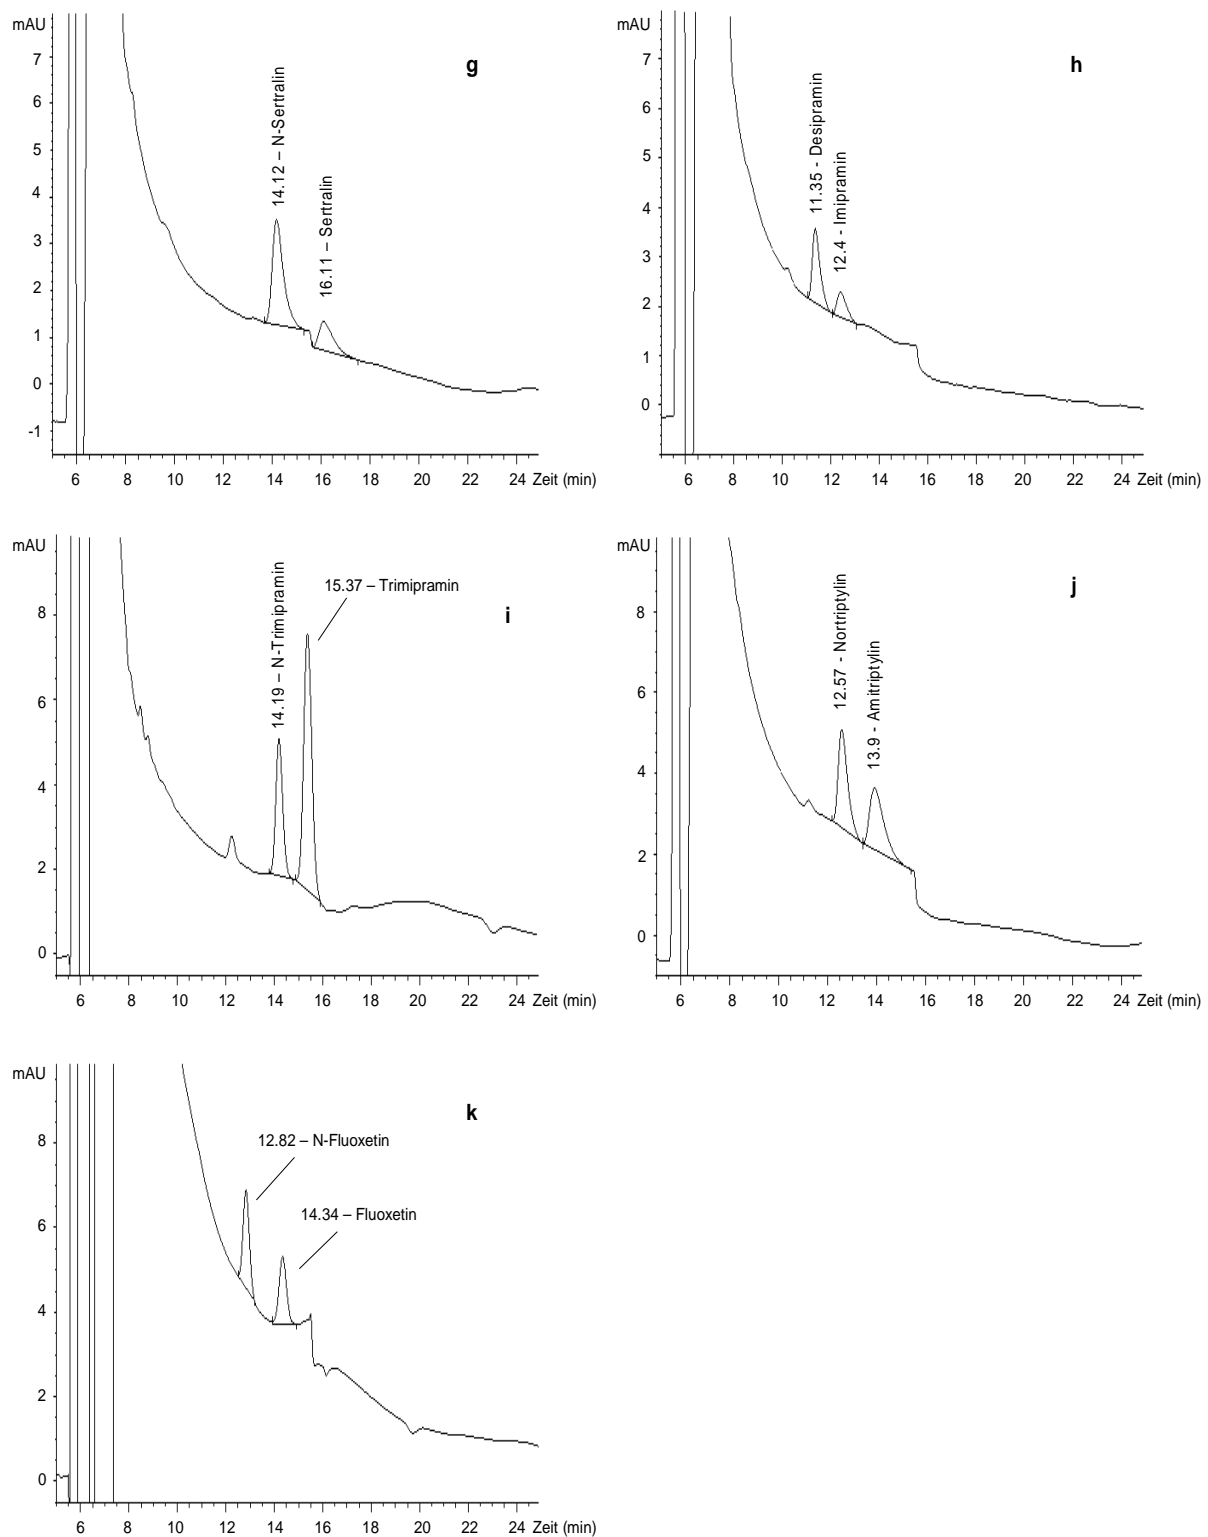 mAU
g
7
6
5
4
3
2
1
0
-1
14.12 – N-Sertralin
16.11 – Sertralin
6 8 10 12 14 16 18 20 22 24 Zeit (min)
mAU
h
7
6
5
4
3
2
1
0
11.35 - Desipramin
12.4 - Imipramin
6 8 10 12 14 16 18 20 22 24 Zeit (min)
mAU
i
8
6
4
2
0
14.19 – N-Trimipramin
15.37 – Trimipramin
6 8 10 12 14 16 18 20 22 24 Zeit (min)
mAU
j
8
6
4
2
0
12.57 - Nortriptylin
13.9 - Amitriptylin
6 8 10 12 14 16 18 20 22 24 Zeit (min)
mAU
k
8
6
4
2
0
12.82 – N-Fluoxetin
14.34 – Fluoxetin
6 8 10 12 14 16 18 20 22 24 Zeit (min)